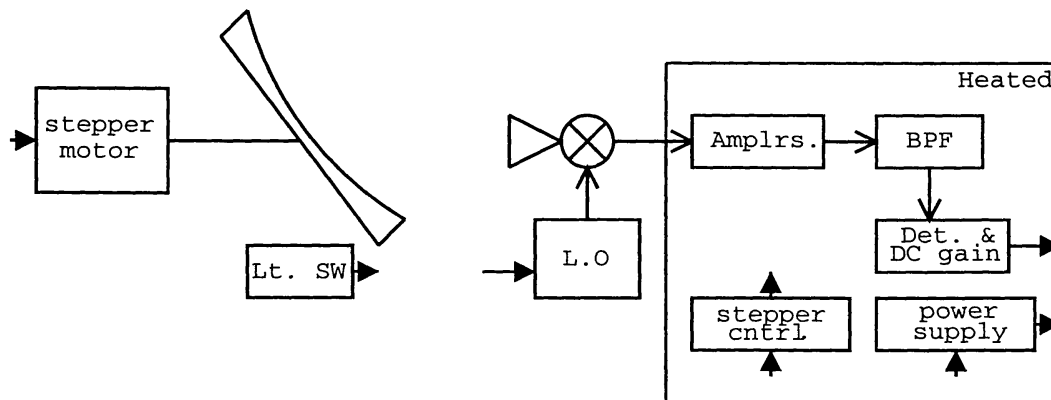 Heated
stepper
motor
Amplrs.
BPF
Lt. SW
L.O
Det. &
DC gain
stepper
cntrl
power
supply